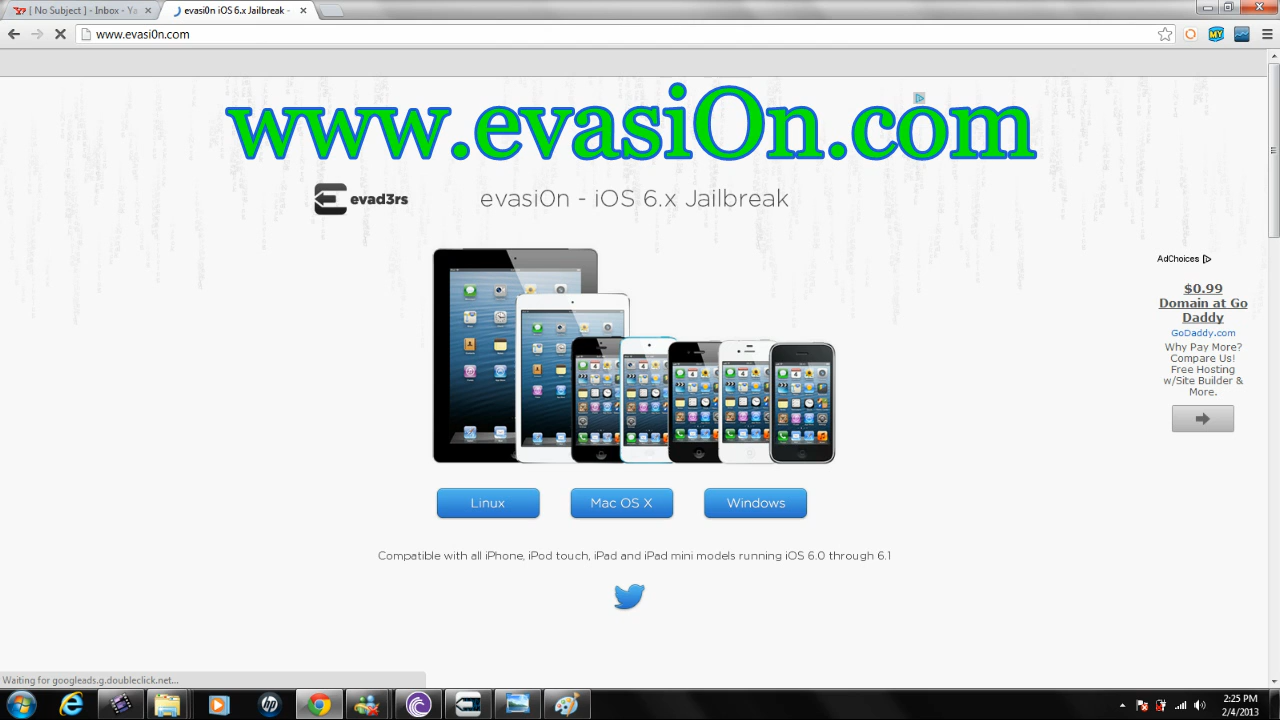 [ No Subject ] - Inbox - Ya
evasi0n iOS 6.x Jailbreak -
www.evasi0n.com
www.evasiOn.com
evad3rs
evasi0n - iOS 6.x Jailbreak
AdChoices
$0.99
Domain at Go
Daddy
GoDaddy.com
Why Pay More?
Compare Us!
Free Hosting
w/Site Builder &
More.
Linux
Mac OS X
Windows
Compatible with all iPhone, iPod touch, iPad and iPad mini models running iOS 6.0 through 6.1
Waiting for googleads.g.doubleclick.net...
2:25 PM
2/4/2013